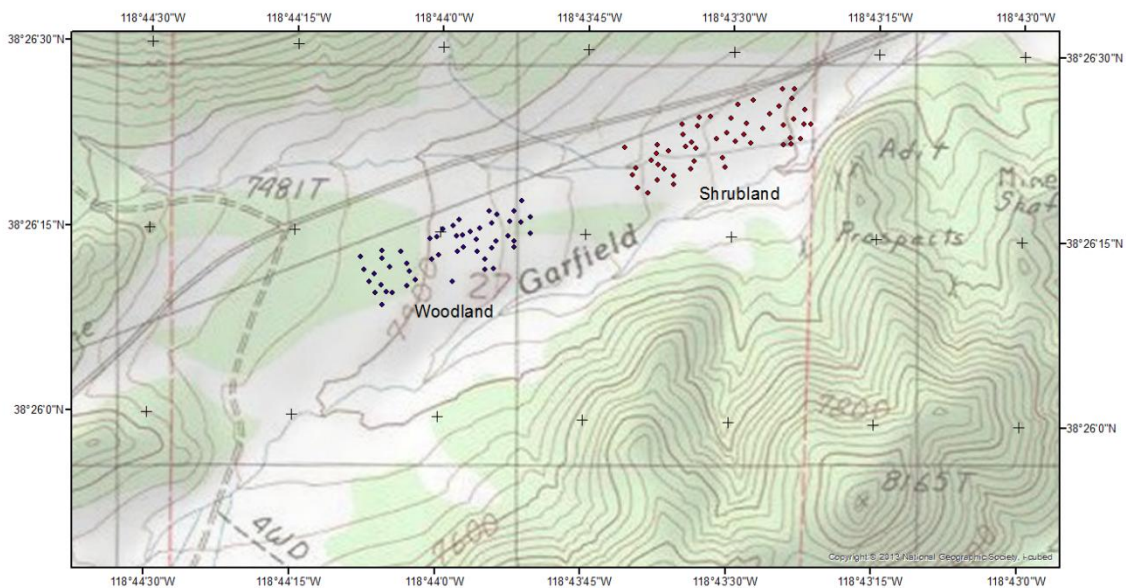 118°44'30"W 118°44'15"W 118°44'0"W 118°43'45"W 118°43'30"W 118°43'15"W 118°43'0"W
38°26'30"N
38°26'30"N
Adit
Mine
Shaft
7481T
Shrubland
38°26'15"N
38°26'15"N
Prospects
27 Garfield
Woodland
38°26'0"N
38°26'0"N
7800
8165T
4WD
7600
Copyright:© 2013 National Geographic Society, i-cubed
118°44'30"W 118°44'15"W 118°44'0"W 118°43'45"W 118°43'30"W 118°43'15"W 118°43'0"W